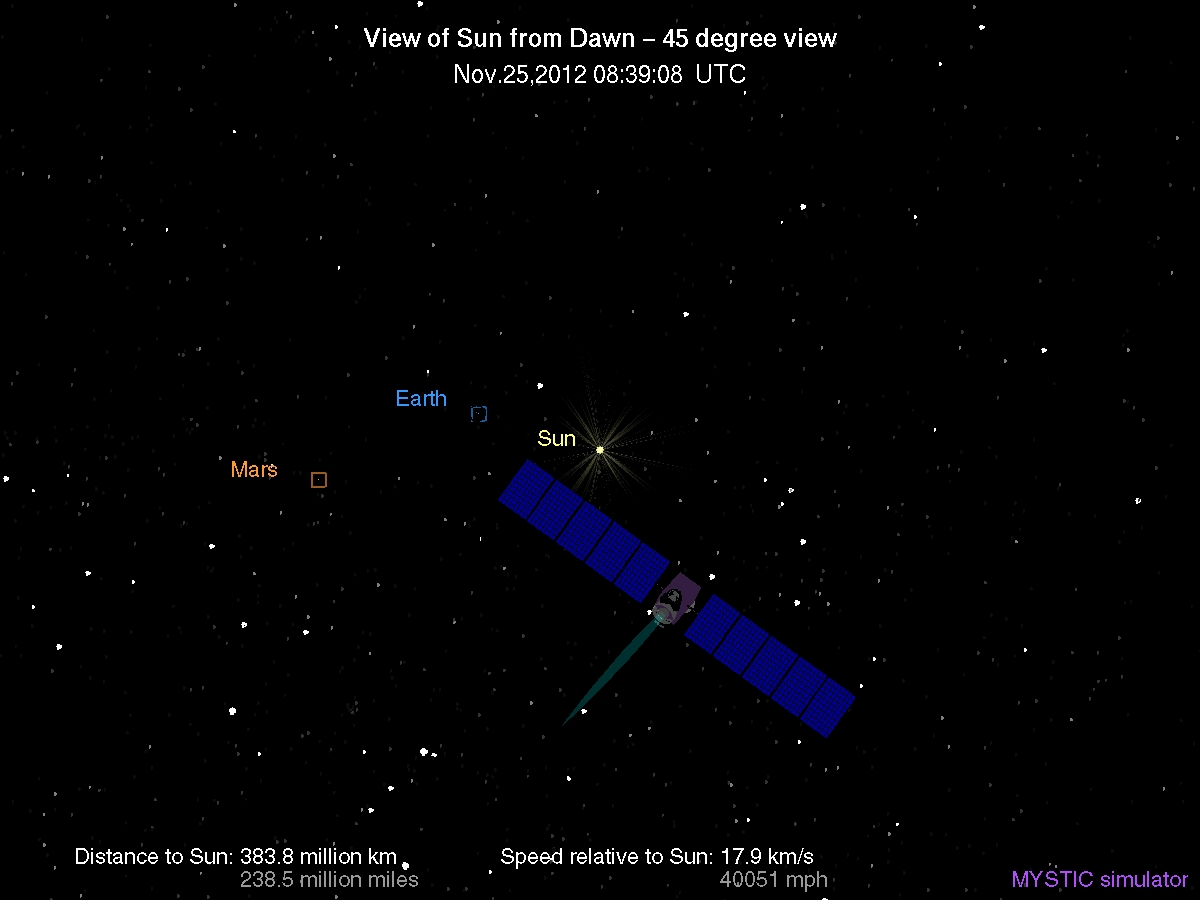 View of Sun from Dawn – 45 degree view
Nov.25,2012 08:39:08 UTC
Earth
Sun
Mars
Distance to Sun: 383.8 million km
238.5 million miles
Speed relative to Sun: 17.9 km/s
40051 mph
MYSTIC simulator